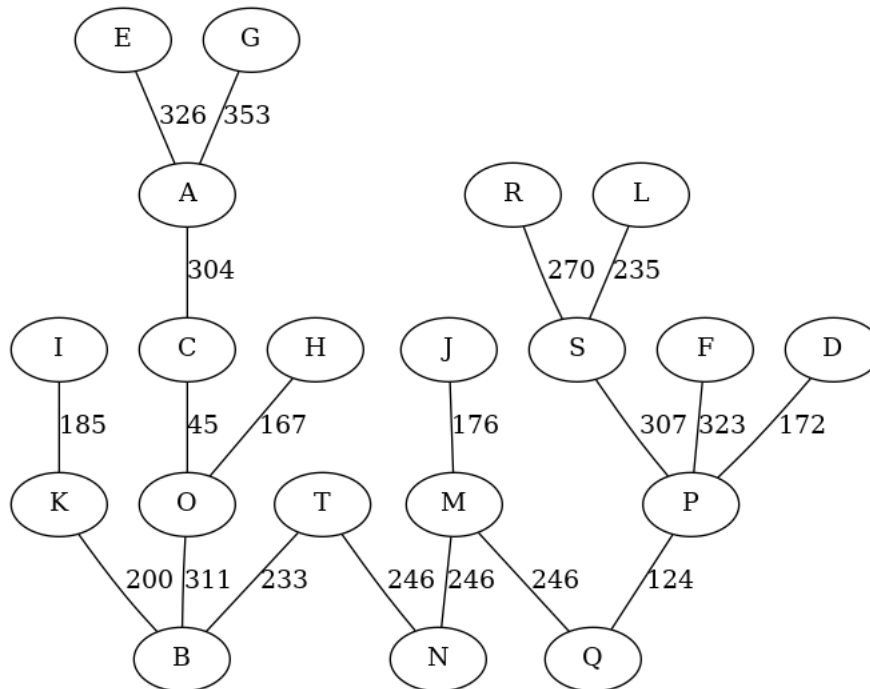 E G
326 353
A
R L
304 270 235
I C H J S F D
185 45 167 176 307 323 172
K O T M P
200 311 233 246 246 246 124
B N Q